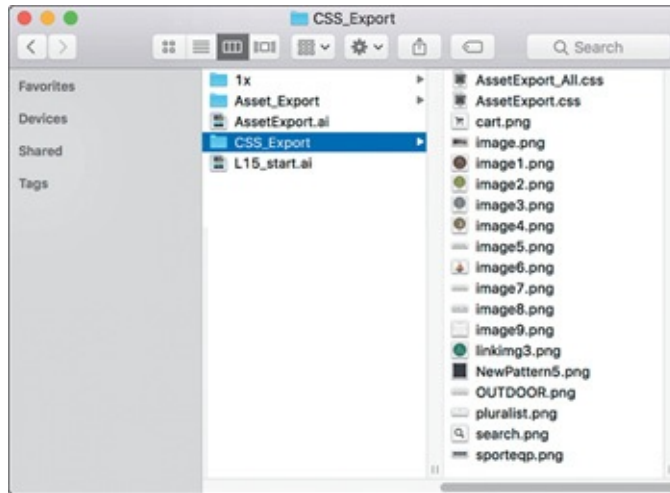 CSS_Export
Search
Favorites
Devices
Shared
Tags
1x
Asset_Export
AssetExport.ai
CSS_Export
L15_start.ai
AssetExport_All.css
AssetExport.css
cart.png
image.png
image1.png
image2.png
image3.png
image4.png
image5.png
image6.png
image7.png
image8.png
image9.png
linkimg3.png
NewPattern5.png
OUTDOOR.png
pluralist.png
search.png
sporteqp.png